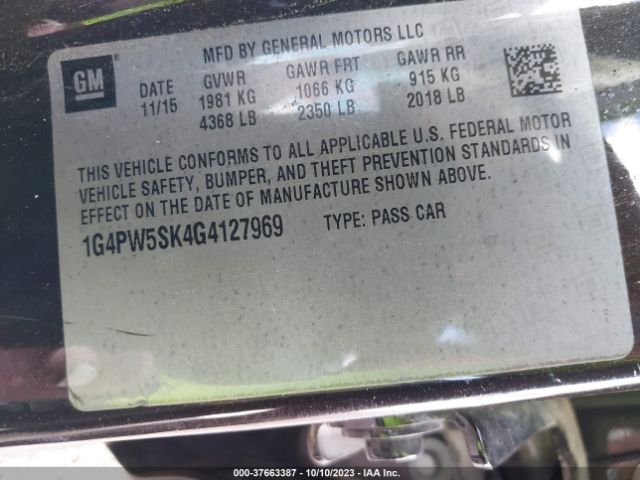 MFD BY GENERAL MOTORS LLC
GM
DATE GVWR GAWR FRT GAWR RR
11/15 1981 KG 1066 KG 915 KG
4368 LB 2350 LB 2018 LB
THIS VEHICLE CONFORMS TO ALL APPLICABLE U.S. FEDERAL MOTOR
VEHICLE SAFETY, BUMPER, AND THEFT PREVENTION STANDARDS IN
EFFECT ON THE DATE OF MANUFACTURE SHOWN ABOVE.
1G4PW5SK4G4127969 TYPE: PASS CAR
000-37663387 - 10/10/2023 - IAA Inc.